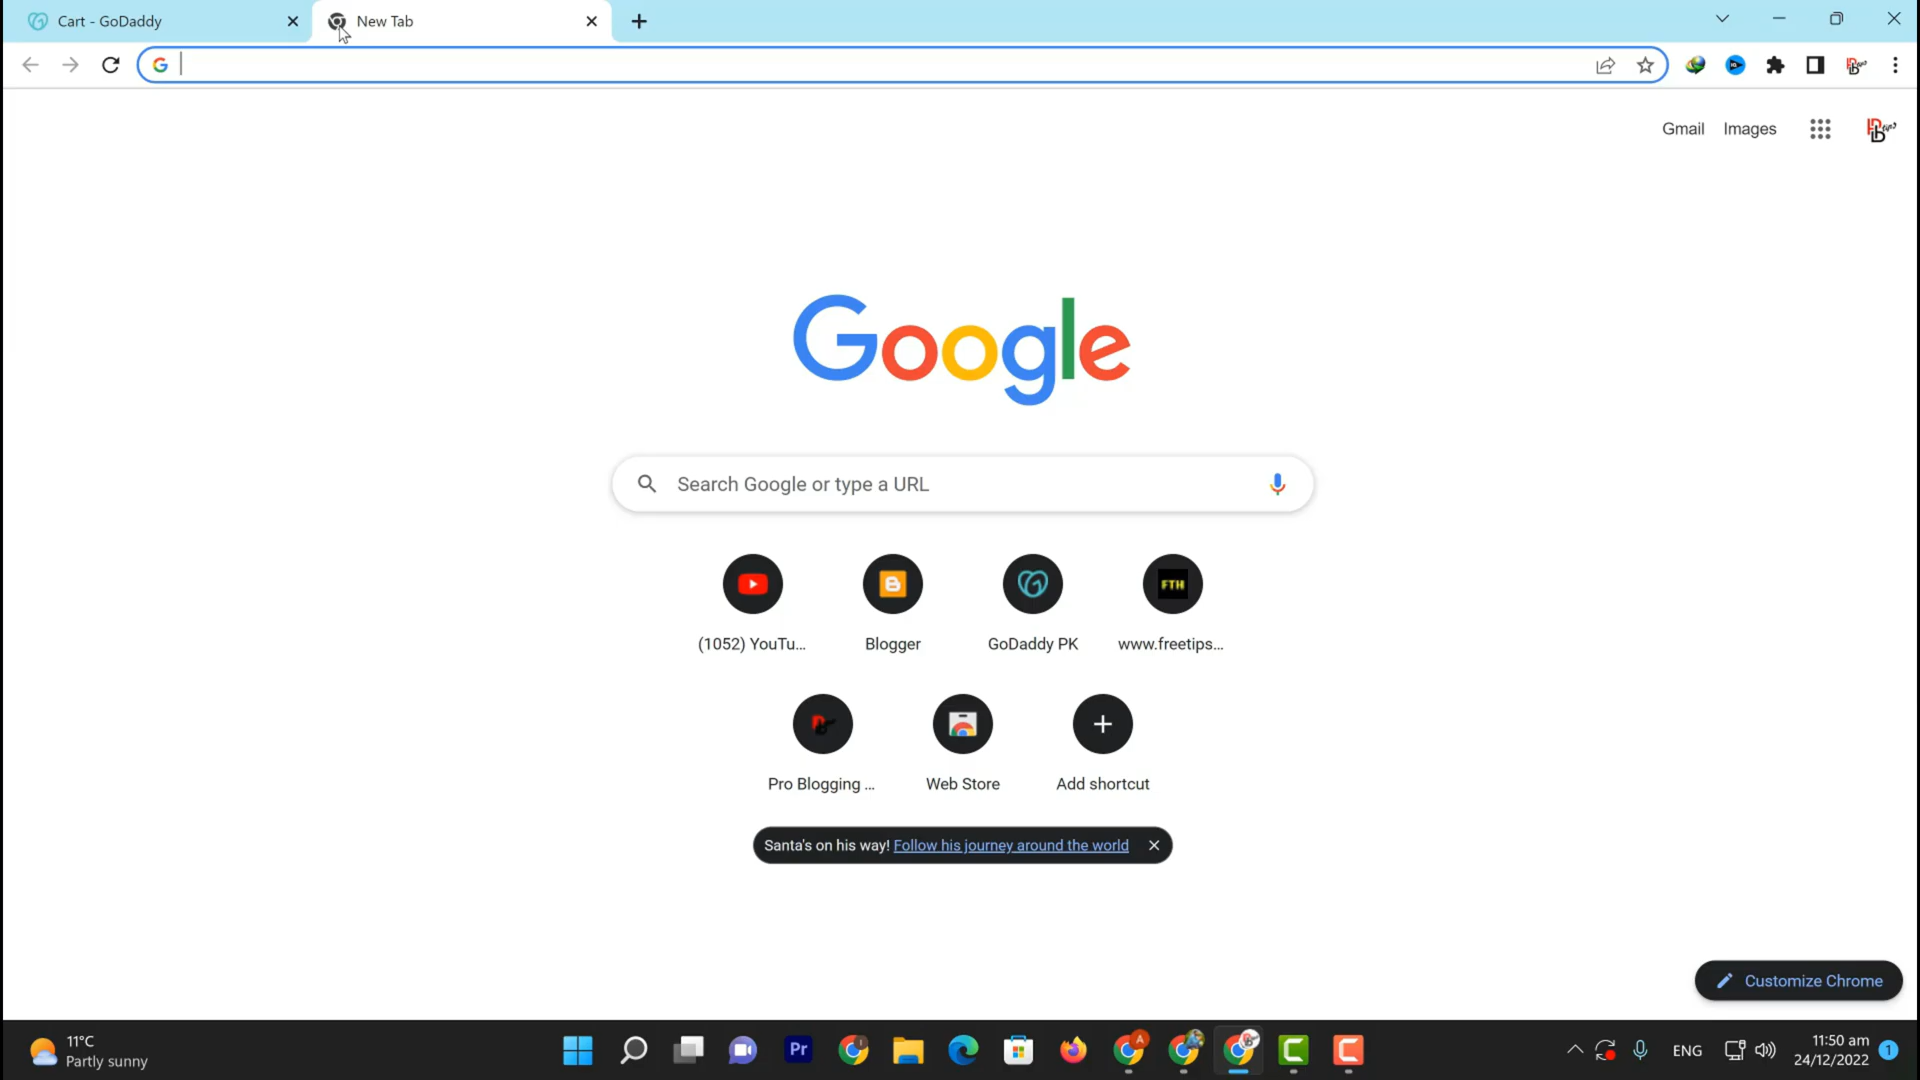 Cart - GoDaddy
New Tab
Gmail Images
Google
Search Google or type a URL
FTH
(1052) YouTu... Blogger GoDaddy PK www.freetips...
Pro Blogging ... Web Store Add shortcut
Santa's on his way! Follow his journey around the world
Customize Chrome
11°C
Partly sunny
Pr
A
ENG
11:50 am
24/12/2022
1